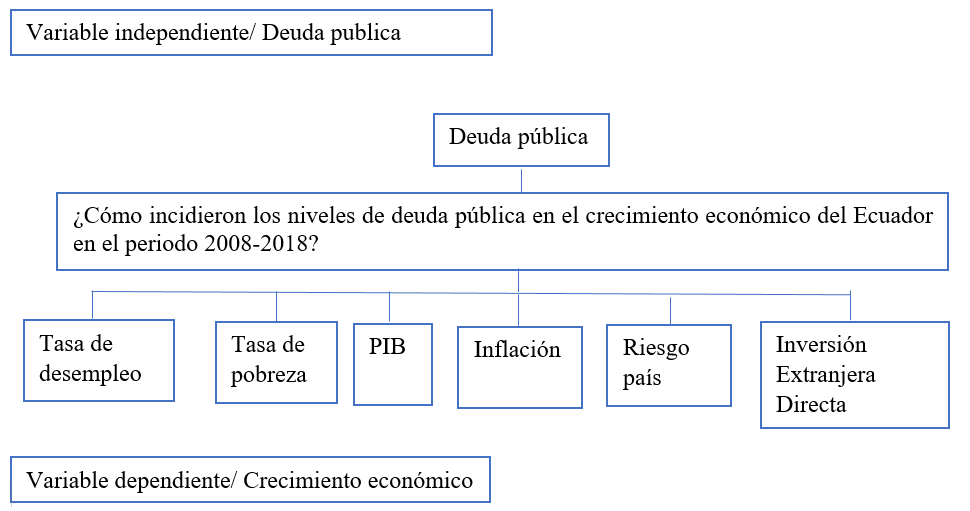 Variable independiente/ Deuda publica
Deuda pública
¿Cómo incidieron los niveles de deuda pública en el crecimiento económico del Ecuador
en el periodo 2008-2018?
Tasa de
desempleo
Tasa de
pobreza
PIB
Inflación
Riesgo
país
Inversión
Extranjera
Directa
Variable dependiente/ Crecimiento económico